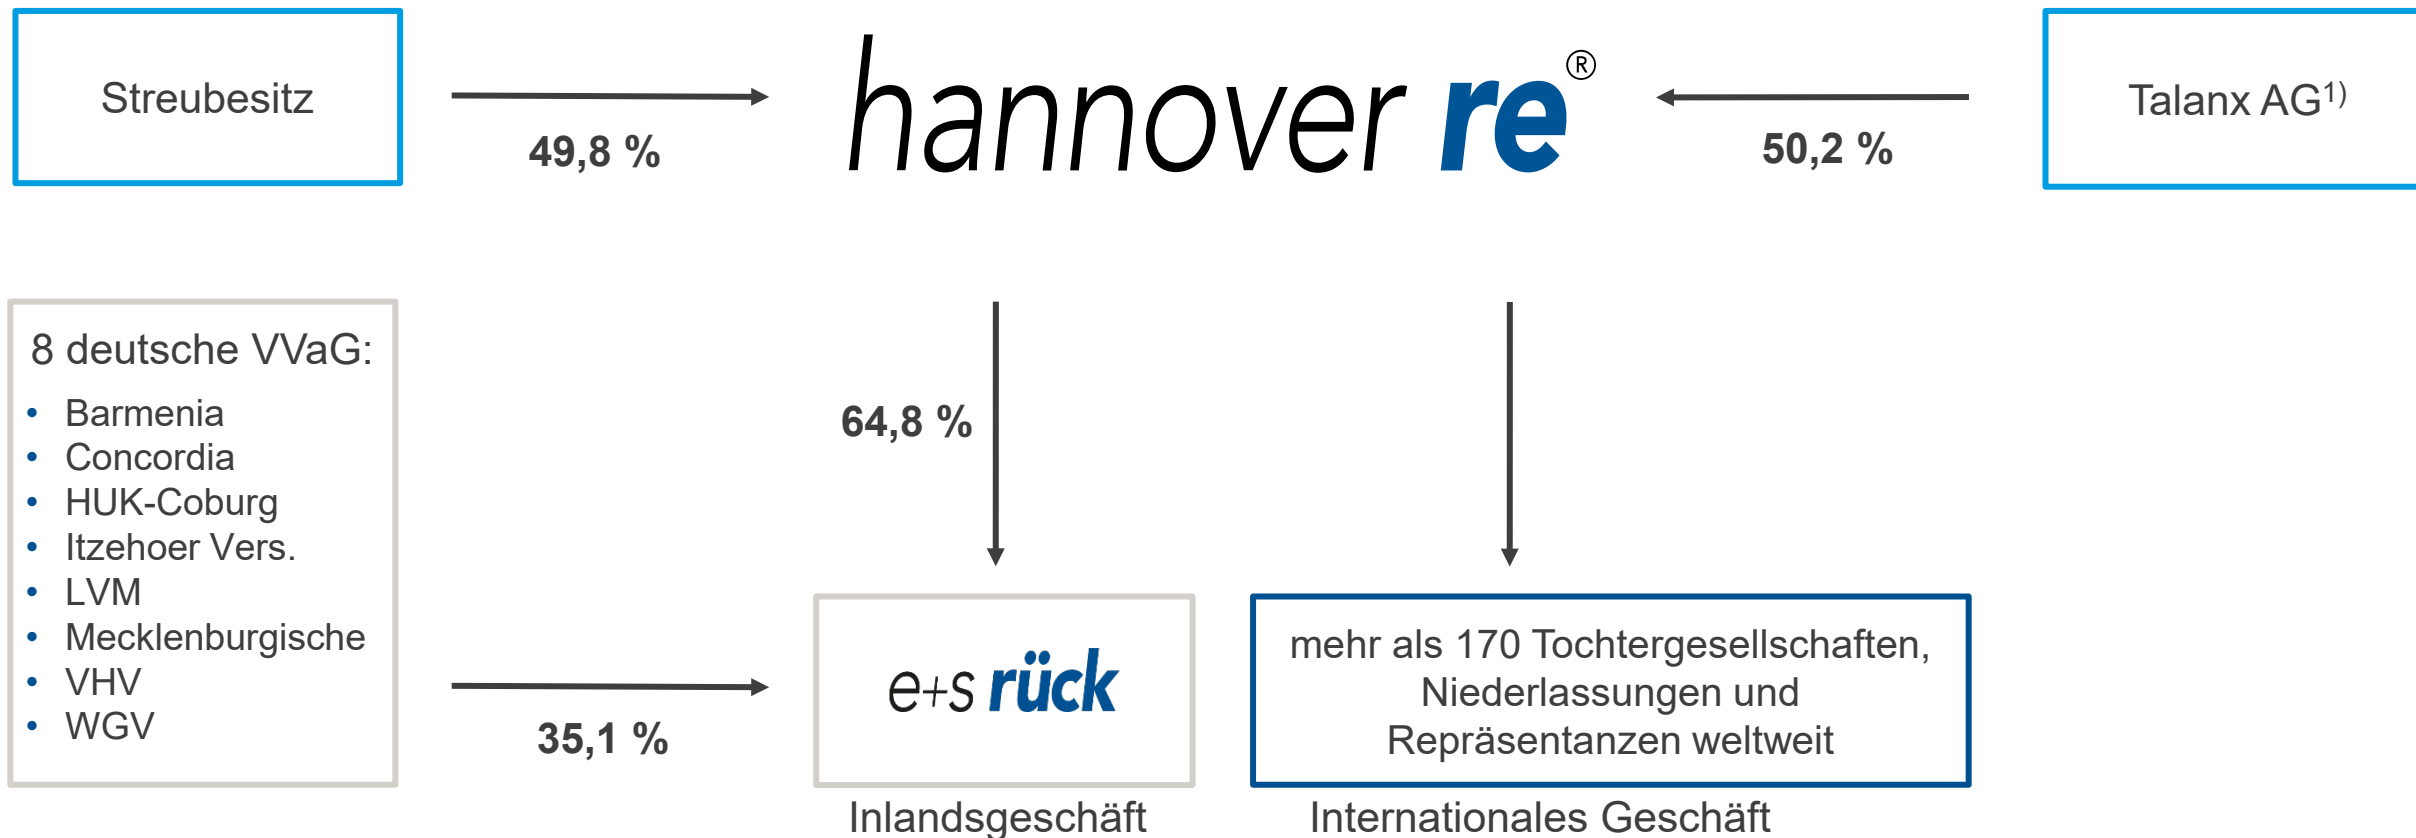 Streubesitz
49,8 %
hannover re®
50,2 %
Talanx AG¹⁾
8 deutsche VVaG:
• Barmenia
• Concordia
• HUK-Coburg
• Itzehoer Vers.
• LVM
• Mecklenburgische
• VHV
• WGV
35,1 %
64,8 %
e+s rück
Inlandsgeschäft
mehr als 170 Tochtergesellschaften,
Niederlassungen und
Repräsentanzen weltweit
Internationales Geschäft